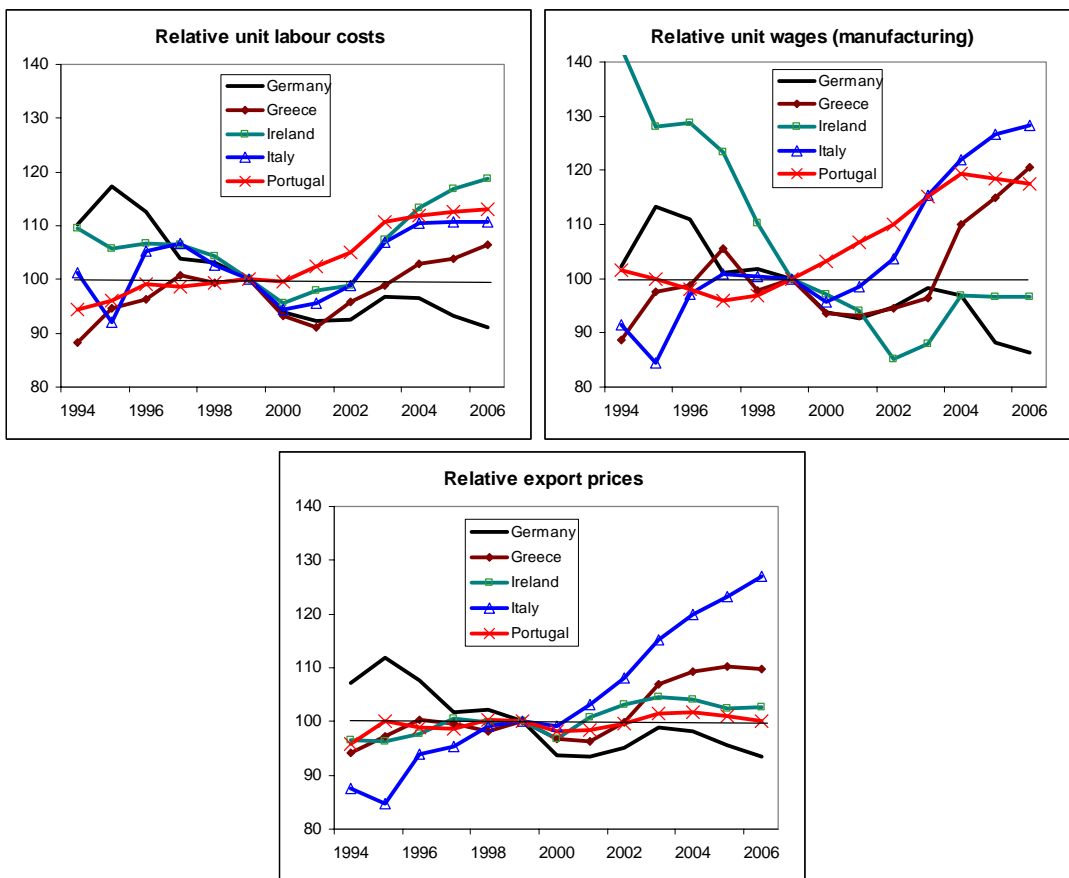 Relative unit labour costs
140
130
120
110
100
90
80
1994 1996 1998 2000 2002 2004 2006
Germany
Greece
Ireland
Italy
Portugal
Relative unit wages (manufacturing)
140
130
120
110
100
90
80
1994 1996 1998 2000 2002 2004 2006
Germany
Greece
Ireland
Italy
Portugal
Relative export prices
140
130
120
110
100
90
80
1994 1996 1998 2000 2002 2004 2006
Germany
Greece
Ireland
Italy
Portugal